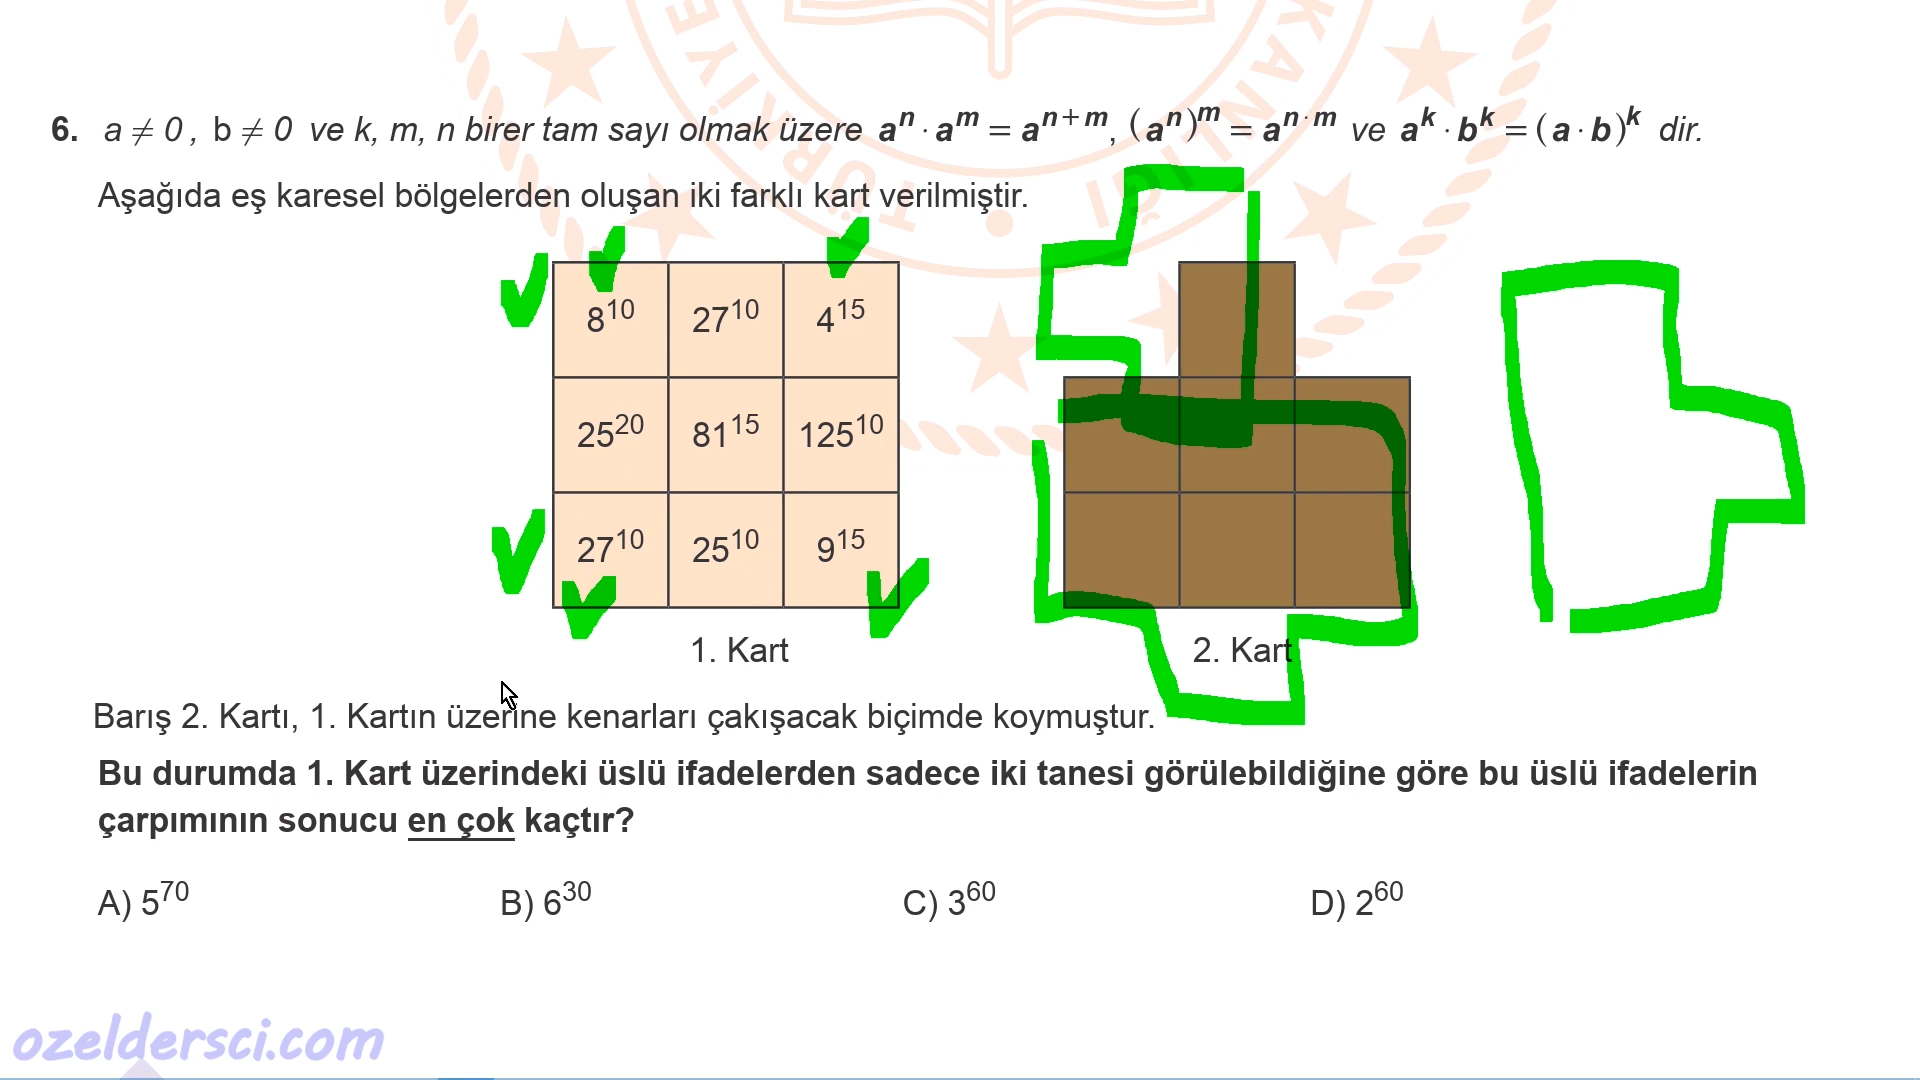 6. a ≠ 0 , b ≠ 0 ve k, m, n birer tam sayı olmak üzere aⁿ · aᵐ = aⁿ⁺ᵐ, (aⁿ)ᵐ = aⁿ·ᵐ ve aᵏ · bᵏ = (a · b)ᵏ dir.
Aşağıda eş karesel bölgelerden oluşan iki farklı kart verilmiştir.
8¹⁰ 27¹⁰ 4¹⁵
25²⁰ 81¹⁵ 125¹⁰
27¹⁰ 25¹⁰ 9¹⁵
1. Kart 2. Kart
Barış 2. Kartı, 1. Kartın üzerine kenarları çakışacak biçimde koymuştur.
Bu durumda 1. Kart üzerindeki üslü ifadelerden sadece iki tanesi görülebildiğine göre bu üslü ifadelerin
çarpımının sonucu en çok kaçtır?
A) 5⁷⁰ B) 6³⁰ C) 3⁶⁰ D) 2⁶⁰
ozeldersci.com